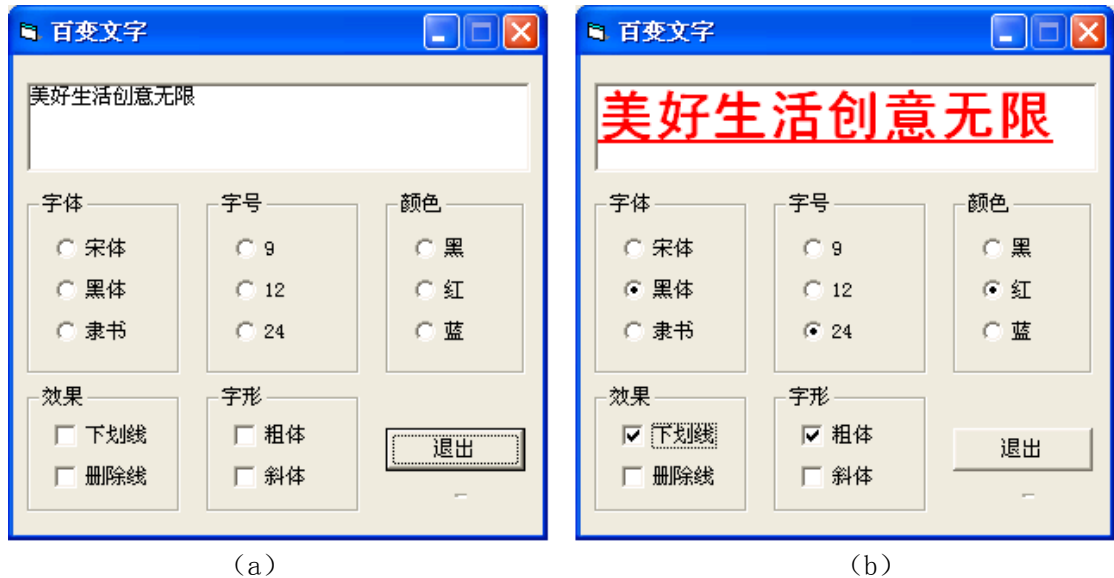 百变文字
美好生活创意无限
字体
字号
颜色
宋体
9
黑
黑体
12
红
隶书
24
蓝
效果
字形
下划线
粗体
删除线
斜体
退出
(a)
百变文字
美好生活创意无限
字体
字号
颜色
宋体
9
黑
黑体
12
红
隶书
24
蓝
效果
字形
下划线
粗体
删除线
斜体
退出
(b)